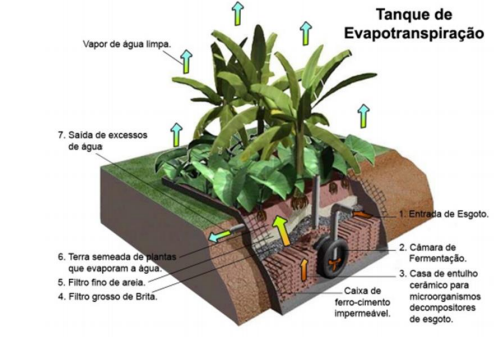 Tanque de
Evapotranspiração
Vapor de água limpa.
7. Saída de excessos
de água
1. Entrada de Esgoto.
2. Câmara de
Fermentação.
3. Casa de entulho
cerâmico para
microorganismos
decompositores
de esgoto.
6. Terra semeada de plantas
que evaporam a água.
5. Filtro fino de areia.
4. Filtro grosso de Brita.
Caixa de
ferro-cimento
impermeável.